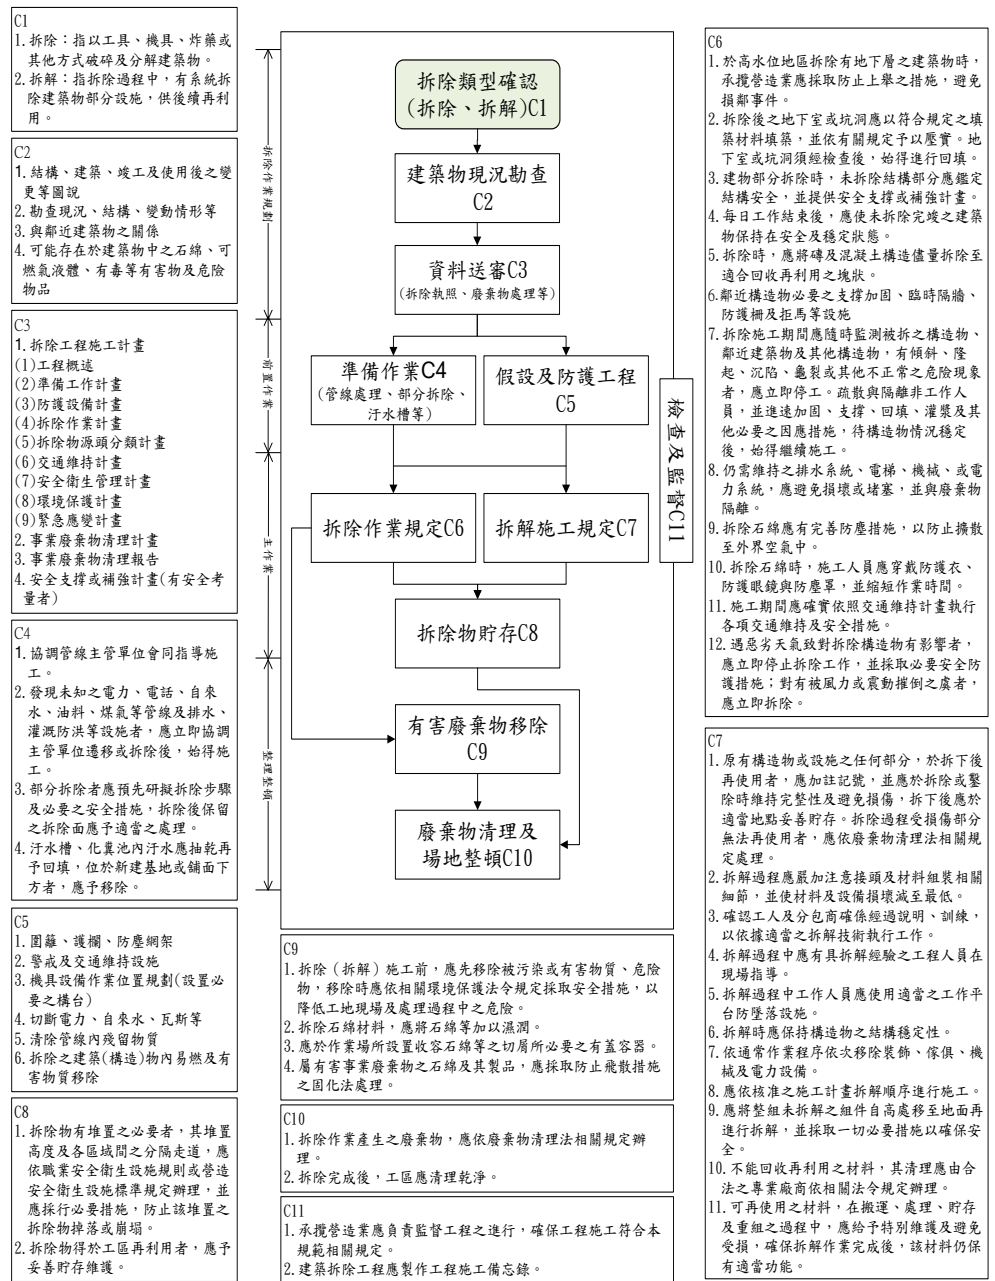 C1
1. 拆除：指以工具、機具、炸藥或
其他方式破碎及分解建築物。
2. 拆解：指拆除過程中，有系統拆
除建築物部分設施，供後續再利
用。
C2
1. 結構、建築、竣工及使用後之變
更等圖說
2. 勘查現況、結構、變動情形等
3. 與鄰近建築物之關係
4. 可能存在於建築物中之石綿、可
燃氣液體、有毒等有害物及危險
物品
C3
1. 拆除工程施工計畫
(1)工程概述
(2)準備工作計畫
(3)防護設備計畫
(4)拆除作業計畫
(5)拆除物源頭分類計畫
(6)交通維持計畫
(7)安全衛生管理計畫
(8)環境保護計畫
(9)緊急應變計畫
2. 事業廢棄物清理計畫
3. 事業廢棄物清理報告
4. 安全支撐或補強計畫(有安全考
量者)
C4
1. 協調管線主管單位會同指導施
工。
2. 發現未知之電力、電話、自來
水、油料、煤氣等管線及排水、
灌溉防洪等設施者，應立即協調
主管單位遷移或拆除後，始得施
工。
3. 部分拆除者應預先研擬拆除步驟
及必要之安全措施，拆除後保留
之拆除面應予適當之處理。
4. 汙水槽、化糞池內汙水應抽乾再
予回填，位於新建基地或舖面下
方者，應予移除。
C5
1. 圍籬、護欄、防塵網架
2. 警戒及交通維持設施
3. 機具設備作業位置規劃(設置必
要之構台)
4. 切斷電力、自來水、瓦斯等
5. 清除管線內殘留物質
6. 拆除之建築(構造)物內易燃及有
害物質移除
C8
1. 拆除物有堆置之必要者，其堆置
高度及各區域間之分隔走道，應
依職業安全衛生設施規則或營造
安全衛生設施標準規定辦理，並
應採行必要措施，防止該堆置之
拆除物掉落或崩塌。
2. 拆除物得於工區再利用者，應予
妥善貯存維護。
拆除作業規劃
前置作業
主作業
整理整頓
拆除類型確認
(拆除、拆解)C1
建築物現況勘查
C2
資料送審C3
(拆除執照、廢棄物處理等)
準備作業C4
(管線處理、部分拆除、
汙水槽等)
假設及防護工程
C5
拆除作業規定C6
拆解施工規定C7
拆除物貯存C8
有害廢棄物移除
C9
廢棄物清理及
場地整頓C10
檢查及監督C11
C9
1. 拆除（拆解）施工前，應先移除被污染或有害物質、危險
物，移除時應依相關環境保護法令規定採取安全措施，以
降低工地現場及處理過程中之危險。
2. 拆除石綿材料，應將石綿等加以濕潤。
3. 應於作業場所設置收容石綿等之切屑所必要之有蓋容器。
4. 屬有害事業廢棄物之石綿及其製品，應採取防止飛散措施
之固化法處理。
C10
1. 拆除作業產生之廢棄物，應依廢棄物清理法相關規定辦
理。
2. 拆除完成後，工區應清理乾淨。
C11
1. 承攬營造業應負責監督工程之進行，確保工程施工符合本
規範相關規定。
2. 建築拆除工程應製作工程施工備忘錄。
C6
1. 於高水位地區拆除有地下層之建築物時，
承攬營造業應採取防止上舉之措施，避免
損鄰事件。
2. 拆除後之地下室或坑洞應以符合規定之填
築材料填築，並依有關規定予以壓實。地
下室或坑洞須經檢查後，始得進行回填。
3. 建物部分拆除時，未拆除結構部分應鑑定
結構安全，並提供安全支撐或補強計畫。
4. 每日工作結束後，應使未拆除完竣之建築
物保持在安全及穩定狀態。
5. 拆除時，應將磚及混凝土構造儘量拆除至
適合回收再利用之塊狀。
6. 鄰近構造物必要之支撐加固、臨時隔牆、
防護柵及拒馬等設施
7. 拆除施工期間應隨時監測被拆之構造物、
鄰近建築物及其他構造物，有傾斜、隆
起、沉陷、龜裂或其他不正常之危險現象
者，應立即停工。疏散與隔離非工作人
員，並進速加固、支撐、回填、灌漿及其
他必要之因應措施，待構造物情況穩定
後，始得繼續施工。
8. 仍需維持之排水系統、電梯、機械、或電
力系統，應避免損壞或堵塞，並與廢棄物
隔離。
9. 拆除石綿應有完善防塵措施，以防止擴散
至外界空氣中。
10. 拆除石綿時，施工人員應穿戴防護衣、
防護眼鏡與防塵罩，並縮短作業時間。
11. 施工期間應確實依照交通維持計畫執行
各項交通維持及安全措施。
12. 遇惡劣天氣致對拆除構造物有影響者，
應立即停止拆除工作，並採取必要安全防
護措施；對有被風力或震動摧倒之虞者，
應立即拆除。
C7
1. 原有構造物或設施之任何部分，於拆下後
再使用者，應加註記號，並應於拆除或鑿
除時維持完整性及避免損傷，拆下後應於
適當地點妥善貯存。拆除過程受損傷部分
無法再使用者，應依廢棄物清理法相關規
定處理。
2. 拆解過程應嚴加注意接頭及材料組裝相關
細節，並使材料及設備損壞減至最低。
3. 確認工人及分包商確係經過說明、訓練，
以依據適當之拆解技術執行工作。
4. 拆解過程中應有具拆解經驗之工程人員在
現場指導。
5. 拆解過程中工作人員應使用適當之工作平
台防墜落設施。
6. 拆解時應保持構造物之結構穩定性。
7. 依通常作業程序依次移除裝飾、傢俱、機
械及電力設備。
8. 應依核准之施工計畫拆解順序進行施工。
9. 應將整組未拆解之組件自高處移至地面再
進行拆解，並採取一切必要措施以確保安
全。
10. 不能回收再利用之材料，其清理應由合
法之專業廠商依相關法令規定辦理。
11. 可再使用之材料，在搬運、處理、貯存
及重組之過程中，應給予特別維護及避免
受損，確保拆解作業完成後，該材料仍保
有適當功能。